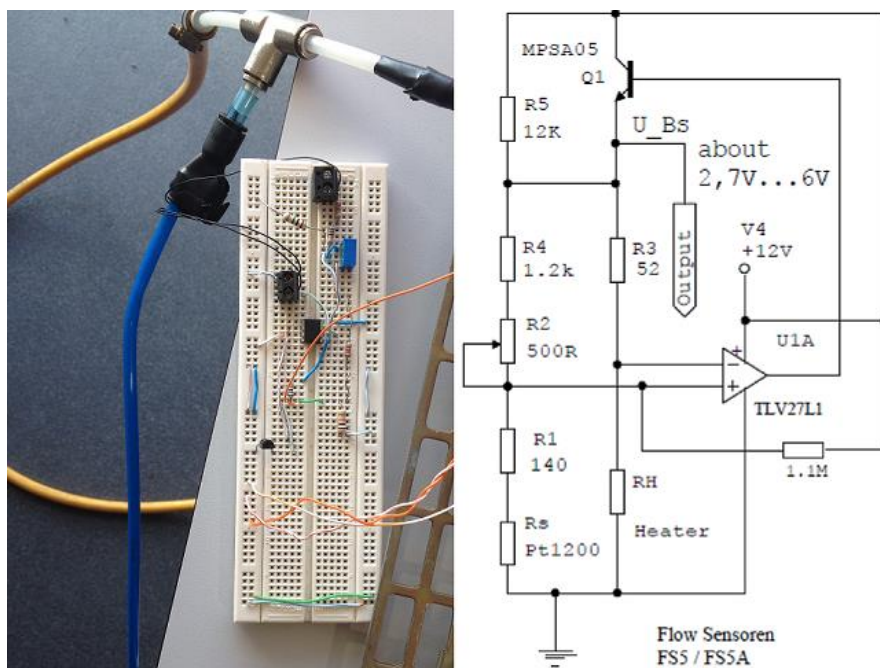 MPSA05
Q1
R5
12K
U_Bs
about
2,7V...6V
R4
1.2k
R3
52
Output
V4
+12V
R2
500R
U1A
TLV27L1
R1
140
1.1M
RH
Heater
Rs
Pt1200
Flow Sensoren
FS5 / FS5A